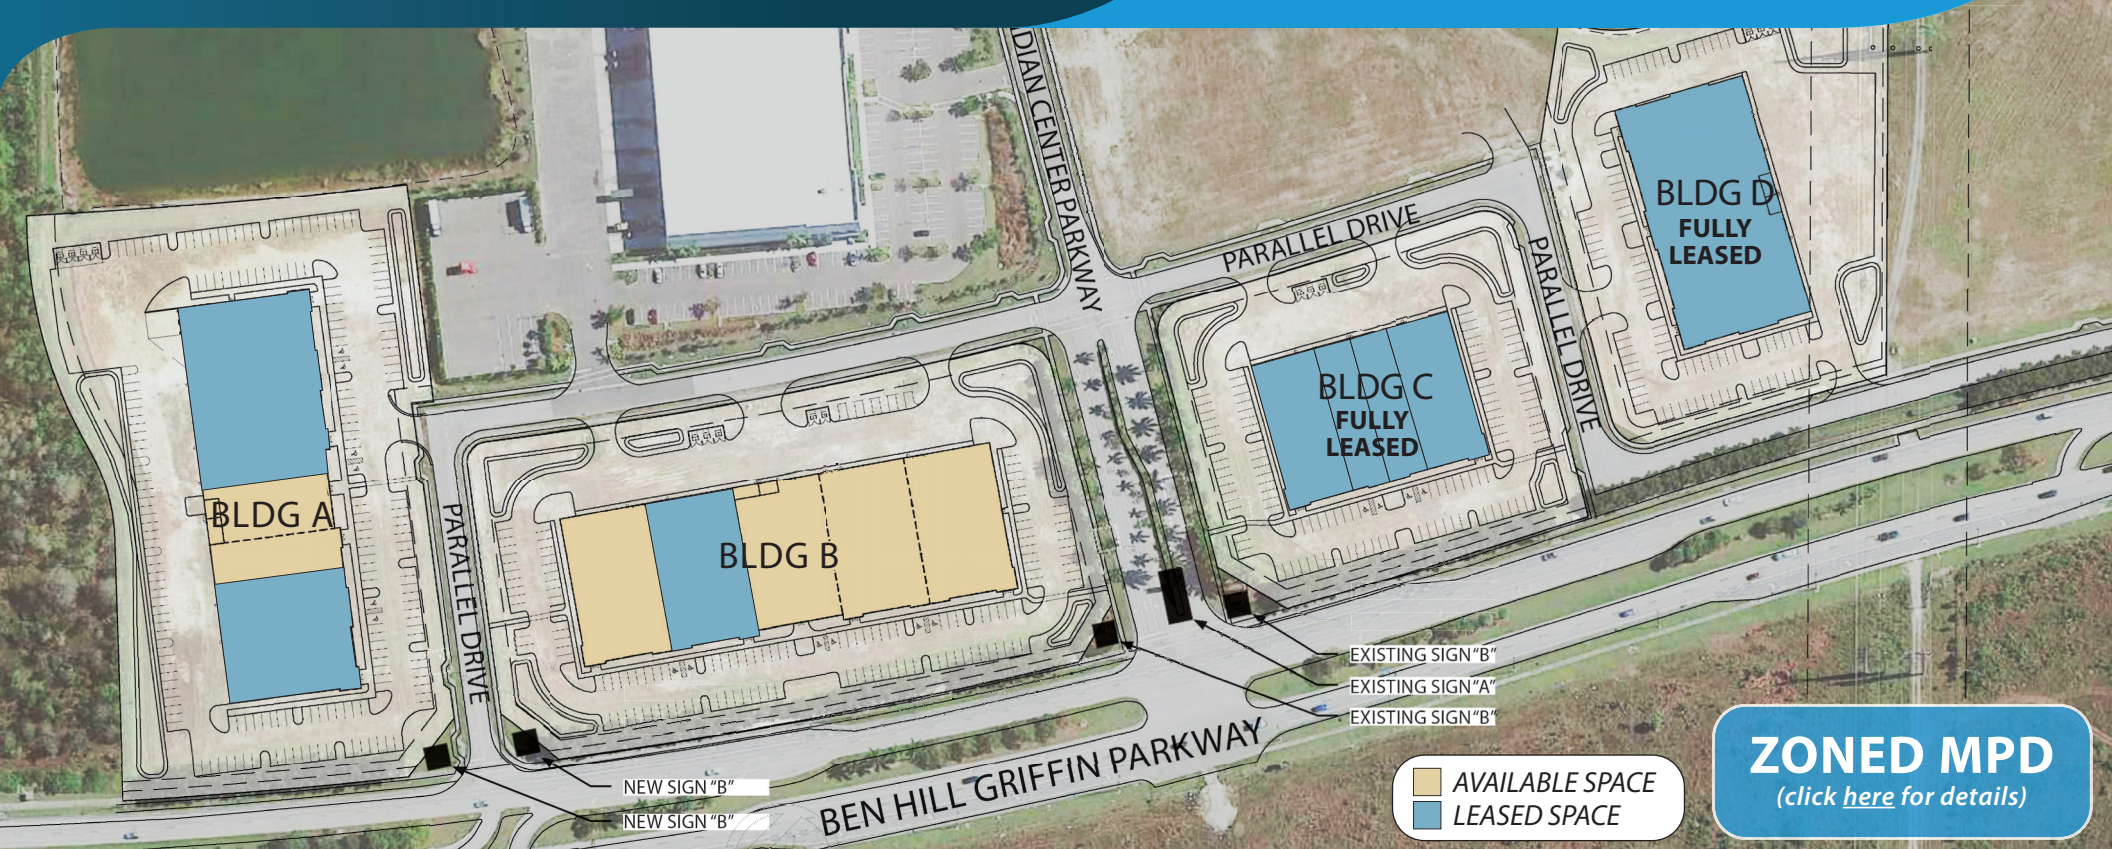 DIAN CENTER PARKWAY
PARALLEL DRIVE
PARALLEL DRIVE
BLDG D
FULLY
LEASED
BLDG C
FULLY
LEASED
BLDG A
BLDG B
PARALLEL DRIVE
EXISTING SIGN "B"
EXISTING SIGN "A"
EXISTING SIGN "B"
NEW SIGN "B"
NEW SIGN "B"
BEN HILL GRIFFIN PARKWAY
AVAILABLE SPACE
LEASED SPACE
ZONED MPD
(click here for details)